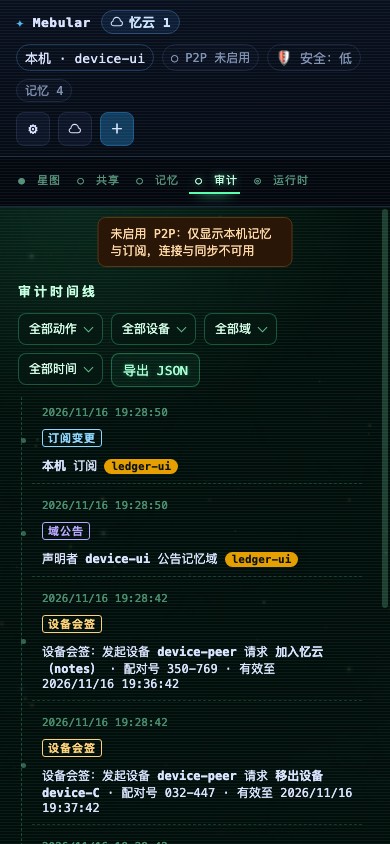 Mebular 忆云 1
本机 · device-ui P2P 未启用 安全：低
记忆 4
星图 共享 记忆 审计 运行时
未启用 P2P：仅显示本机记忆
与订阅，连接与同步不可用
审计时间线
全部动作 全部设备 全部域
全部时间 导出 JSON
2026/11/16 19:28:50
订阅变更
本机 订阅 ledger-ui
2026/11/16 19:28:50
域公告
声明者 device-ui 公告记忆域 ledger-ui
2026/11/16 19:28:42
设备会签
设备会签：发起设备 device-peer 请求 加入忆云
（notes） · 配对号 350-769 · 有效至
2026/11/16 19:36:42
2026/11/16 19:28:42
设备会签
设备会签：发起设备 device-peer 请求 移出设备
device-C · 配对号 032-447 · 有效至 2026/11/16
19:37:42